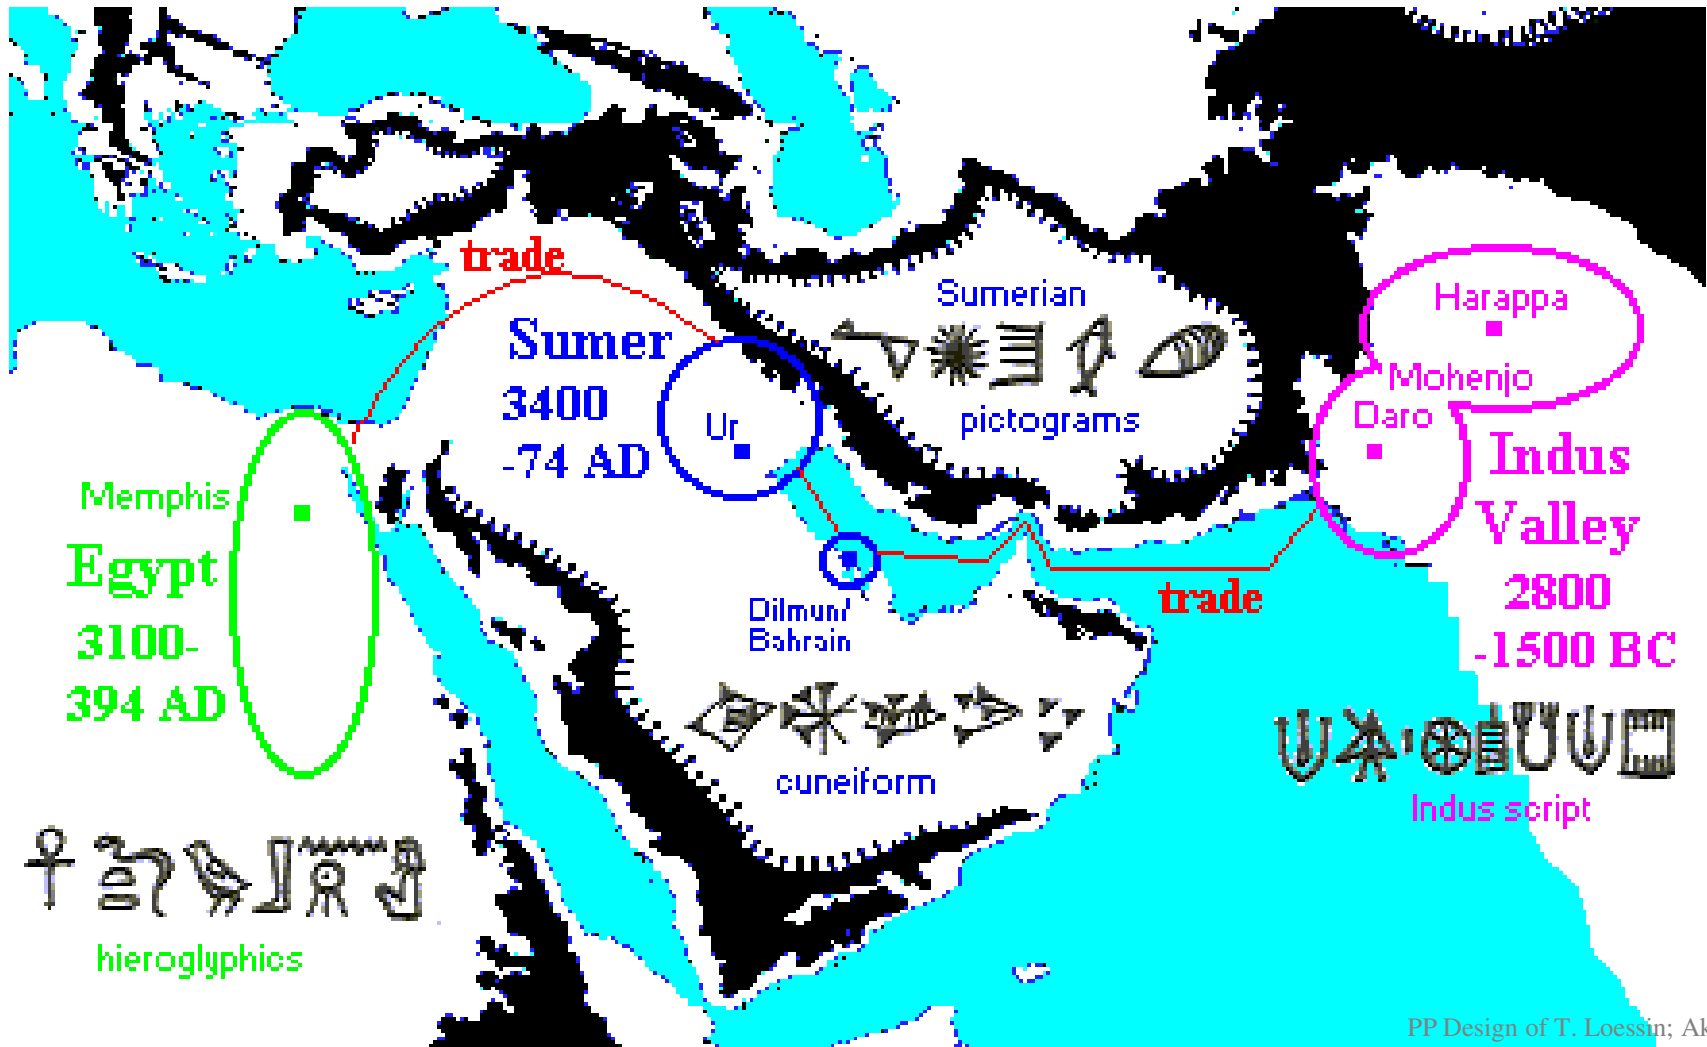 trade
Sumerian
Harappa
Sumer
3400
-74 AD
Mohenjo
Daro
pictograms
Ur
Indus
Valley
2800
-1500 BC
Memphis
Egypt
3100-
394 AD
trade
Dilmun/
Bahrain
cuneiform
Indus script
hieroglyphics
PP Design of T. Loessin; Ak